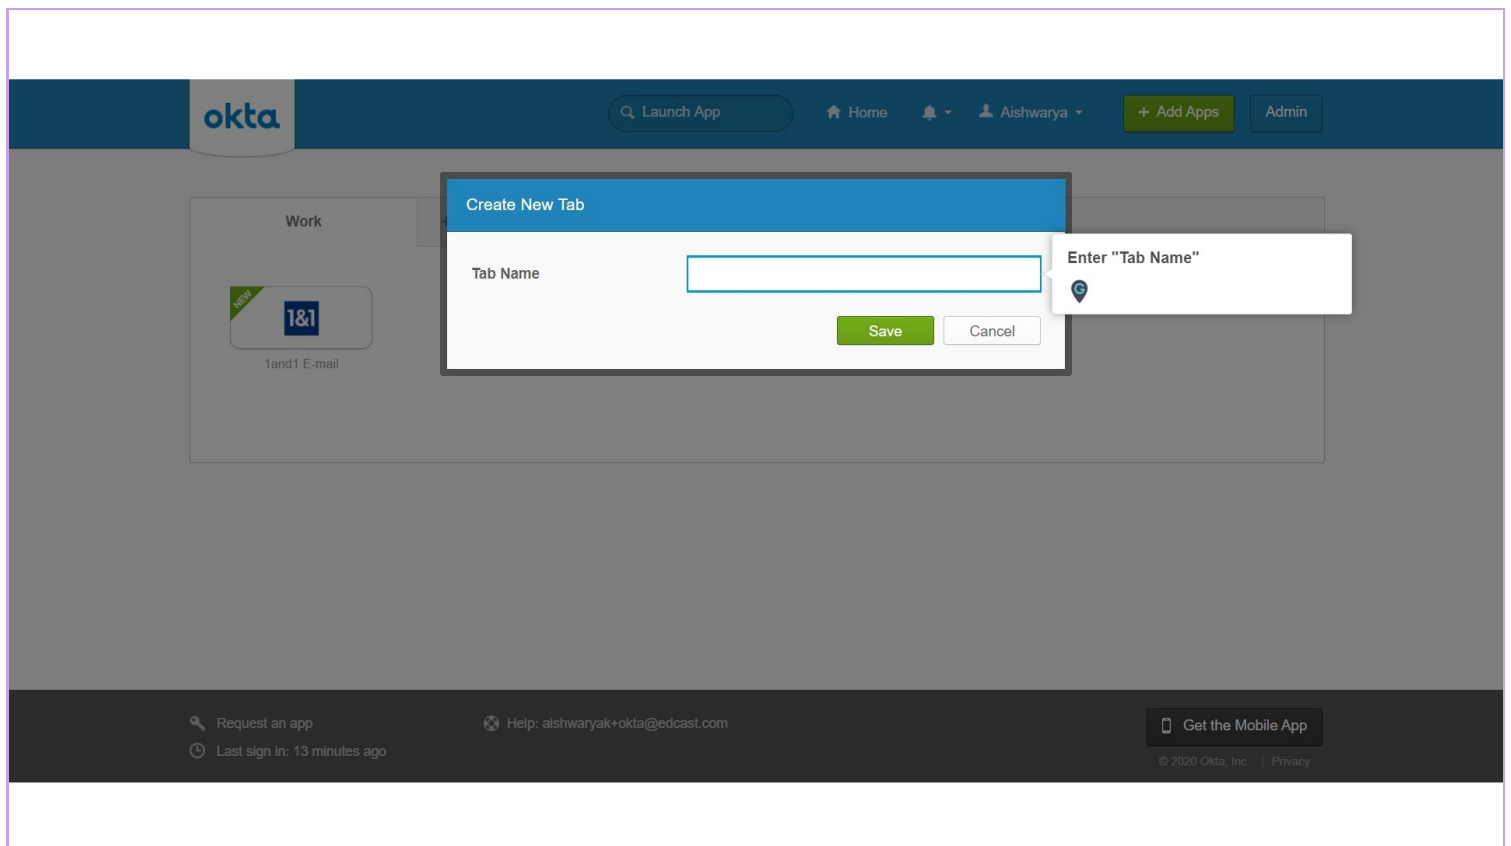 okta
Launch App
Home
Aishwarya
+ Add Apps
Admin
Create New Tab
Work
+
Tab Name
Enter "Tab Name"
G
NEW
1&1
Save
Cancel
1and1 E-mail
Request an app
Help: aishwaryak+okta@edcast.com
Get the Mobile App
Last sign in: 13 minutes ago
© 2020 Okta, Inc. | Privacy